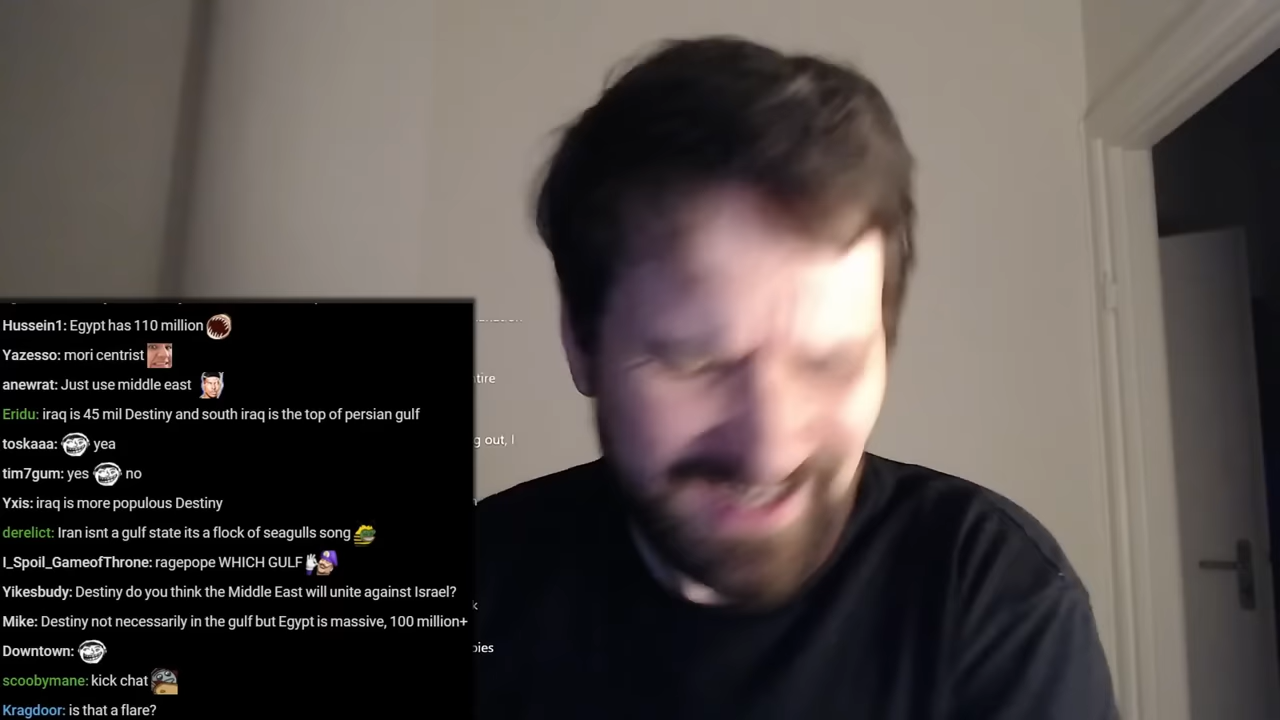 Hussein1: Egypt has 110 million
Yazesso: mori centrist
anewrat: Just use middle east
Eridu: iraq is 45 mil Destiny and south iraq is the top of persian gulf
toskaaa: yea
tim7gum: yes no
Yxis: iraq is more populous Destiny
derelict: Iran isnt a gulf state its a flock of seagulls song
I_Spoil_GameofThrone: ragepope WHICH GULF
Yikesbudy: Destiny do you think the Middle East will unite against Israel?
Mike: Destiny not necessarily in the gulf but Egypt is massive, 100 million+
Downtown:
scoobymane: kick chat
Kragdoor: is that a flare?
g out, I